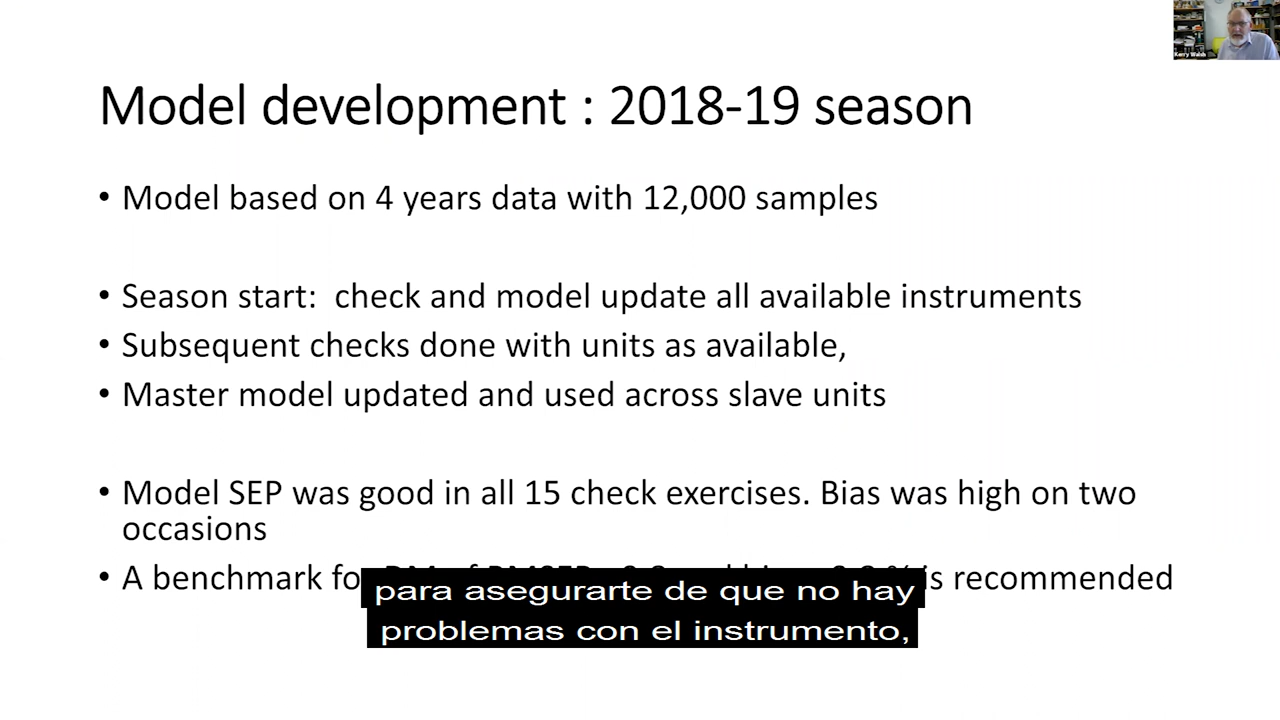 Kerry Walsh
Model development : 2018-19 season
• Model based on 4 years data with 12,000 samples
• Season start:  check and model update all available instruments
• Subsequent checks done with units as available,
• Master model updated and used across slave units
• Model SEP was good in all 15 check exercises. Bias was high on two
occasions
• A benchmark is recommended
para asegurarte de que no hay
problemas con el instrumento,